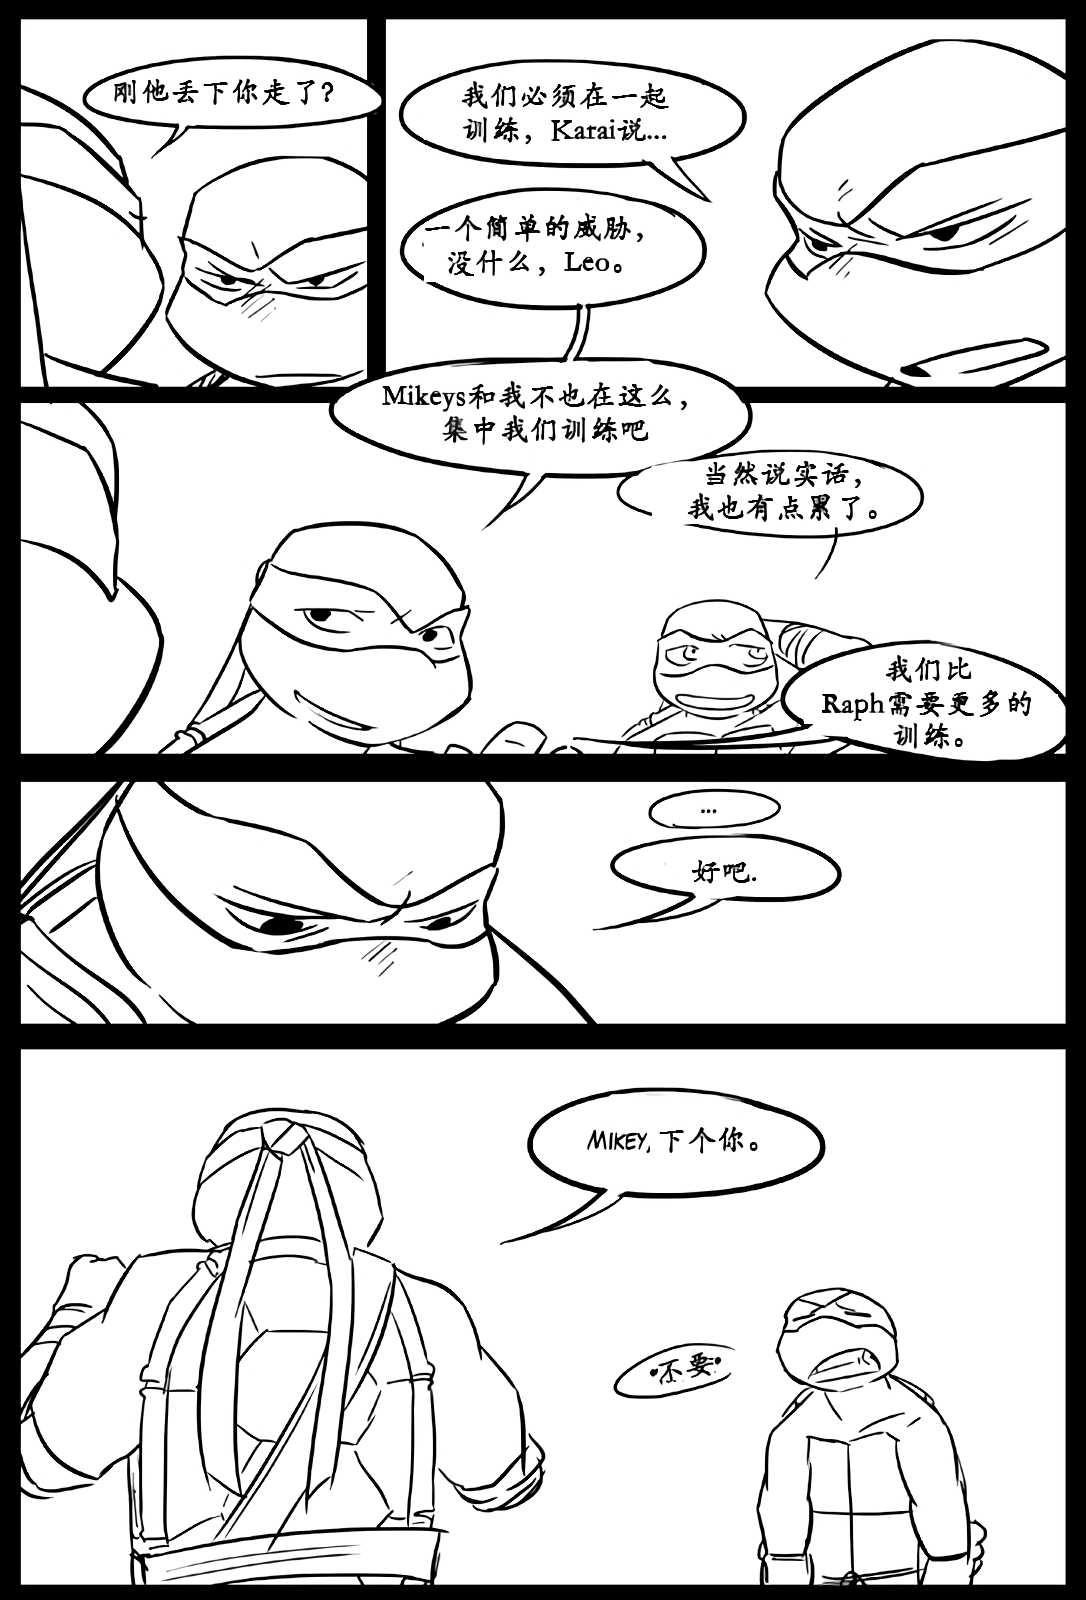 刚他丢下你走了？
我们必须在一起
训练，Karai说...
一个简单的威胁，
没什么，Leo。
Mikeys和我不也在这么，
集中我们训练吧
当然说实话，
我也有点累了。
我们比
Raph需要更多的
训练。
...
好吧.
MIKEY, 下个你。
*不要*